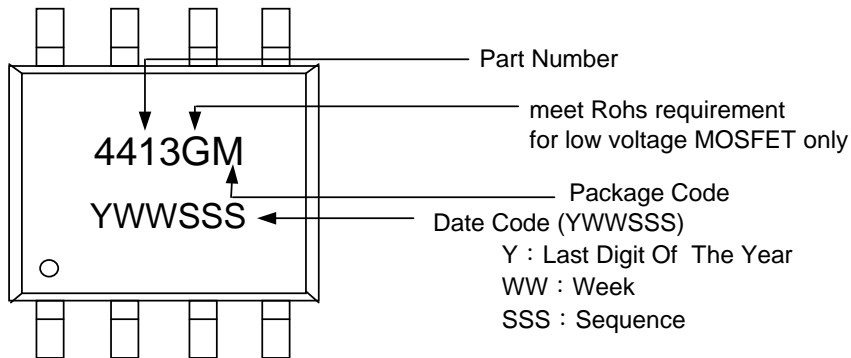 Part Number
meet Rohs requirement
for low voltage MOSFET only
4413GM
Package Code
YWWSSS
Date Code (YWWSSS)
Y：Last Digit Of The Year
WW：Week
SSS：Sequence